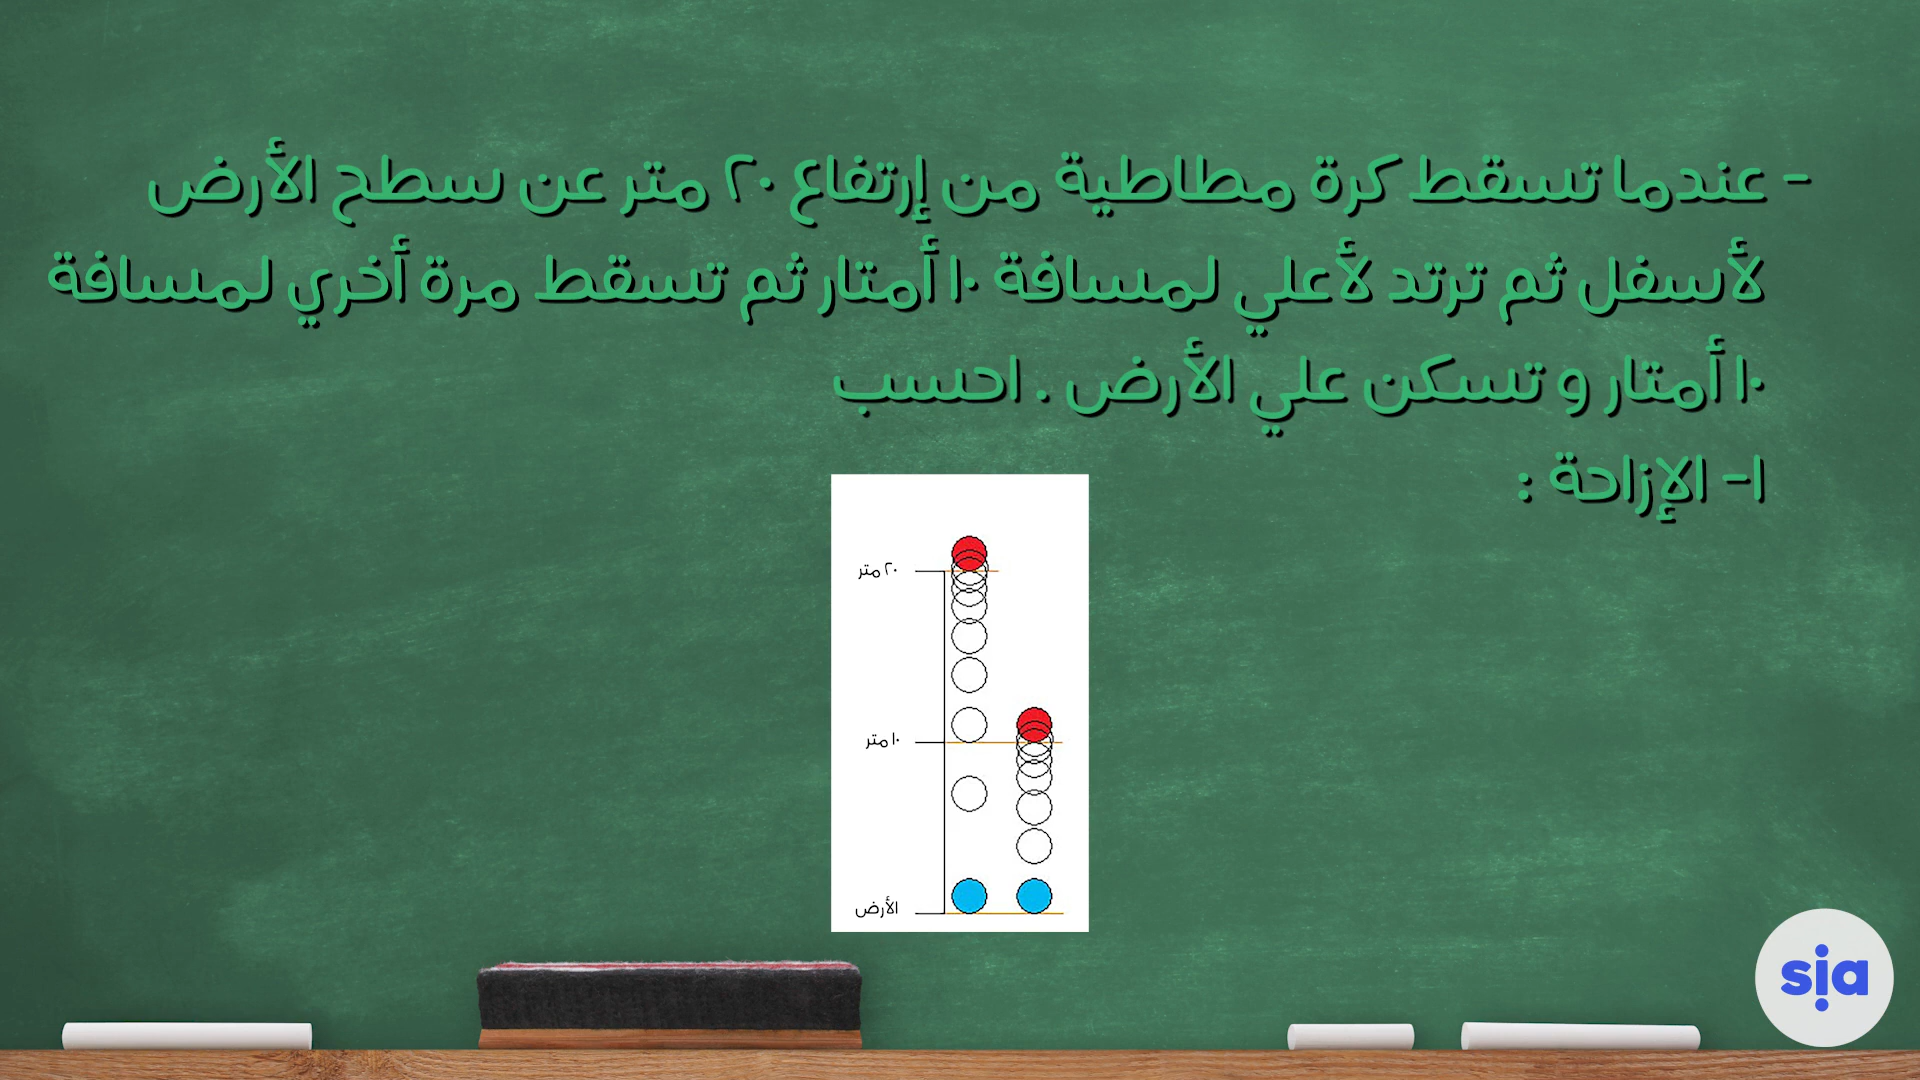 - عندما تسقط كرة مطاطية من إرتفاع ٢٠ متر عن سطح الأرض
لأسفل ثم ترتد لأعلي لمسافة ١٠ أمتار ثم تسقط مرة أخري لمسافة
١٠ أمتار و تسكن علي الأرض . احسب
١- الإزاحة :
٢٠ متر
١٠ متر
الأرض
sia